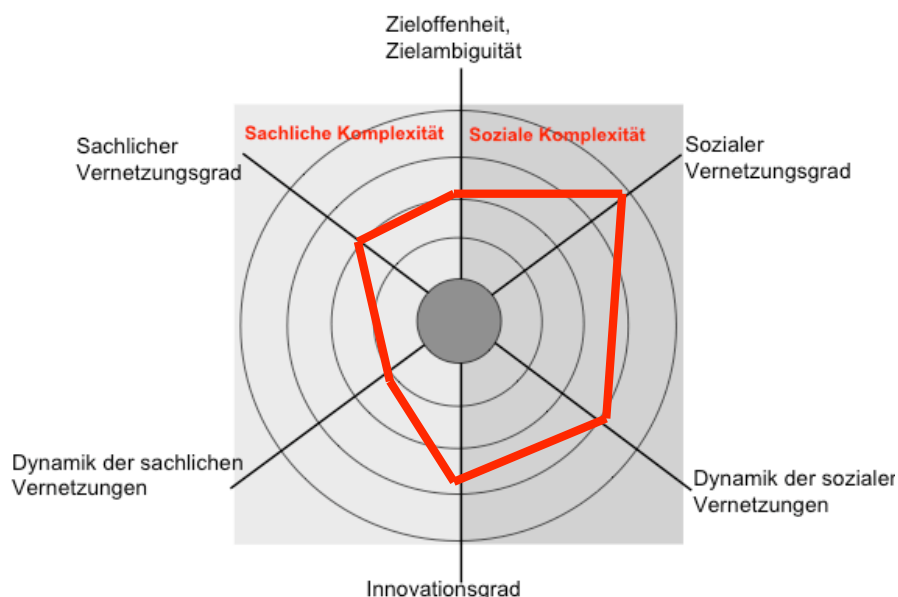 Zieloffenheit,
Zielambiguität
Sachliche Komplexität
Soziale Komplexität
Sachlicher
Vernetzungsgrad
Sozialer
Vernetzungsgrad
Dynamik der sachlichen
Vernetzungen
Dynamik der sozialer
Vernetzungen
Innovationsgrad